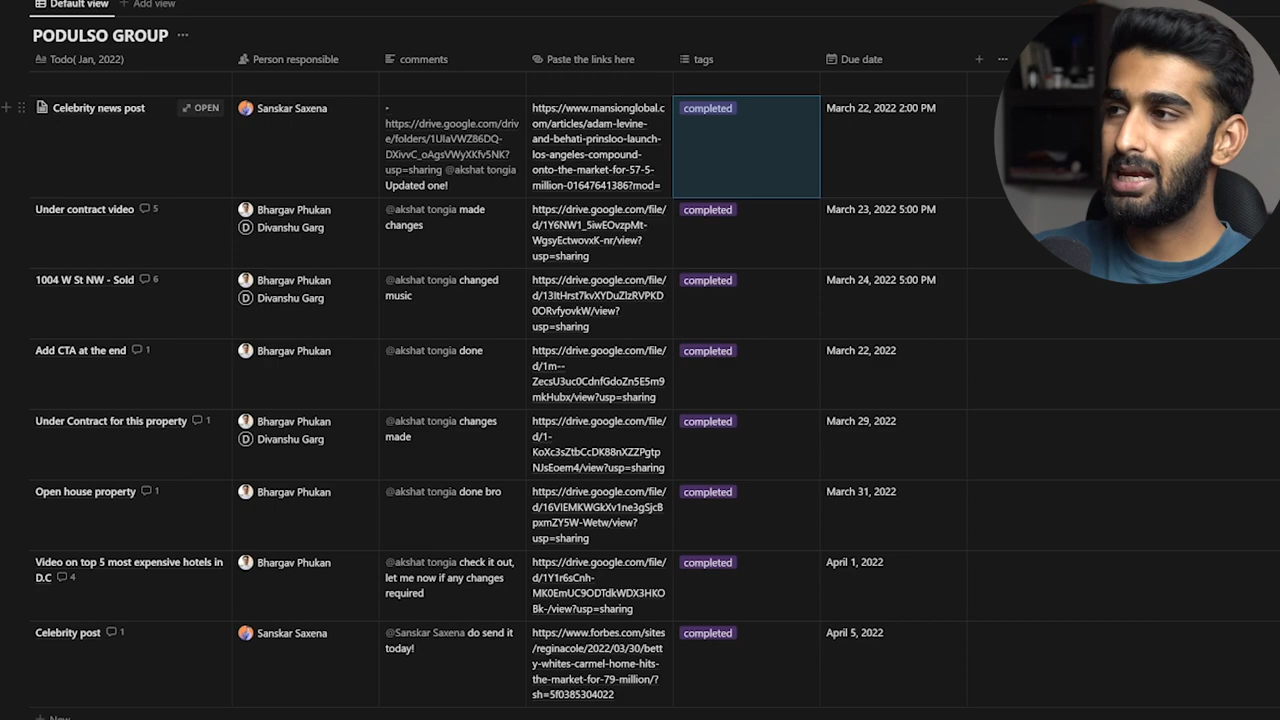 Default view
Add view
PODULSO GROUP
Todo( Jan, 2022)
Person responsible
comments
Paste the links here
tags
Due date
Celebrity news post
OPEN
Sanskar Saxena
-
https://drive.google.com/driv
e/folders/1UlaVWZ86DQ-
DXivvC_oAgsVWyXKfv5NK?
usp=sharing @akshat tongia
Updated one!
https://www.mansionglobal.c
om/articles/adam-levine-
and-behati-prinsloo-launch-
los-angeles-compound-
onto-the-market-for-57-5-
million-01647641386?mod=
completed
March 22, 2022 2:00 PM
Under contract video 5
Bhargav Phukan
D Divanshu Garg
@akshat tongia made
changes
https://drive.google.com/file/
d/1Y6NW1_5iwEOvzpMt-
WgsyEctwovxK-nr/view?
usp=sharing
completed
March 23, 2022 5:00 PM
1004 W St NW - Sold 6
Bhargav Phukan
D Divanshu Garg
@akshat tongia changed
music
https://drive.google.com/file/
d/13ItHrst7kvXYDuZlzRVPKD
0ORvfyovkW/view?
usp=sharing
completed
March 24, 2022 5:00 PM
Add CTA at the end 1
Bhargav Phukan
@akshat tongia done
https://drive.google.com/file/
d/1m--
ZecsU3uc0CdnfGdoZn5E5m9
mkHubx/view?usp=sharing
completed
March 22, 2022
Under Contract for this property 1
Bhargav Phukan
D Divanshu Garg
@akshat tongia changes
made
https://drive.google.com/file/
d/1-
KoXc3sZtbCcDK88nXZZPgtp
NJsEoem4/view?usp=sharing
completed
March 29, 2022
Open house property 1
Bhargav Phukan
@akshat tongia done bro
https://drive.google.com/file/
d/16VIEMKWGkXv1ne3gSjcB
pxmZY5W-Wetw/view?
usp=sharing
completed
March 31, 2022
Video on top 5 most expensive hotels in
D.C 4
Bhargav Phukan
@akshat tongia check it out,
let me now if any changes
required
https://drive.google.com/file/
d/1Y1r6sCnh-
MK0EmUC9ODTdkWDX3HKO
Bk-/view?usp=sharing
completed
April 1, 2022
Celebrity post 1
Sanskar Saxena
@Sanskar Saxena do send it
today!
https://www.forbes.com/sites
/reginacole/2022/03/30/bett
y-whites-carmel-home-hits-
the-market-for-79-million/?
sh=5f0385304022
completed
April 5, 2022
New